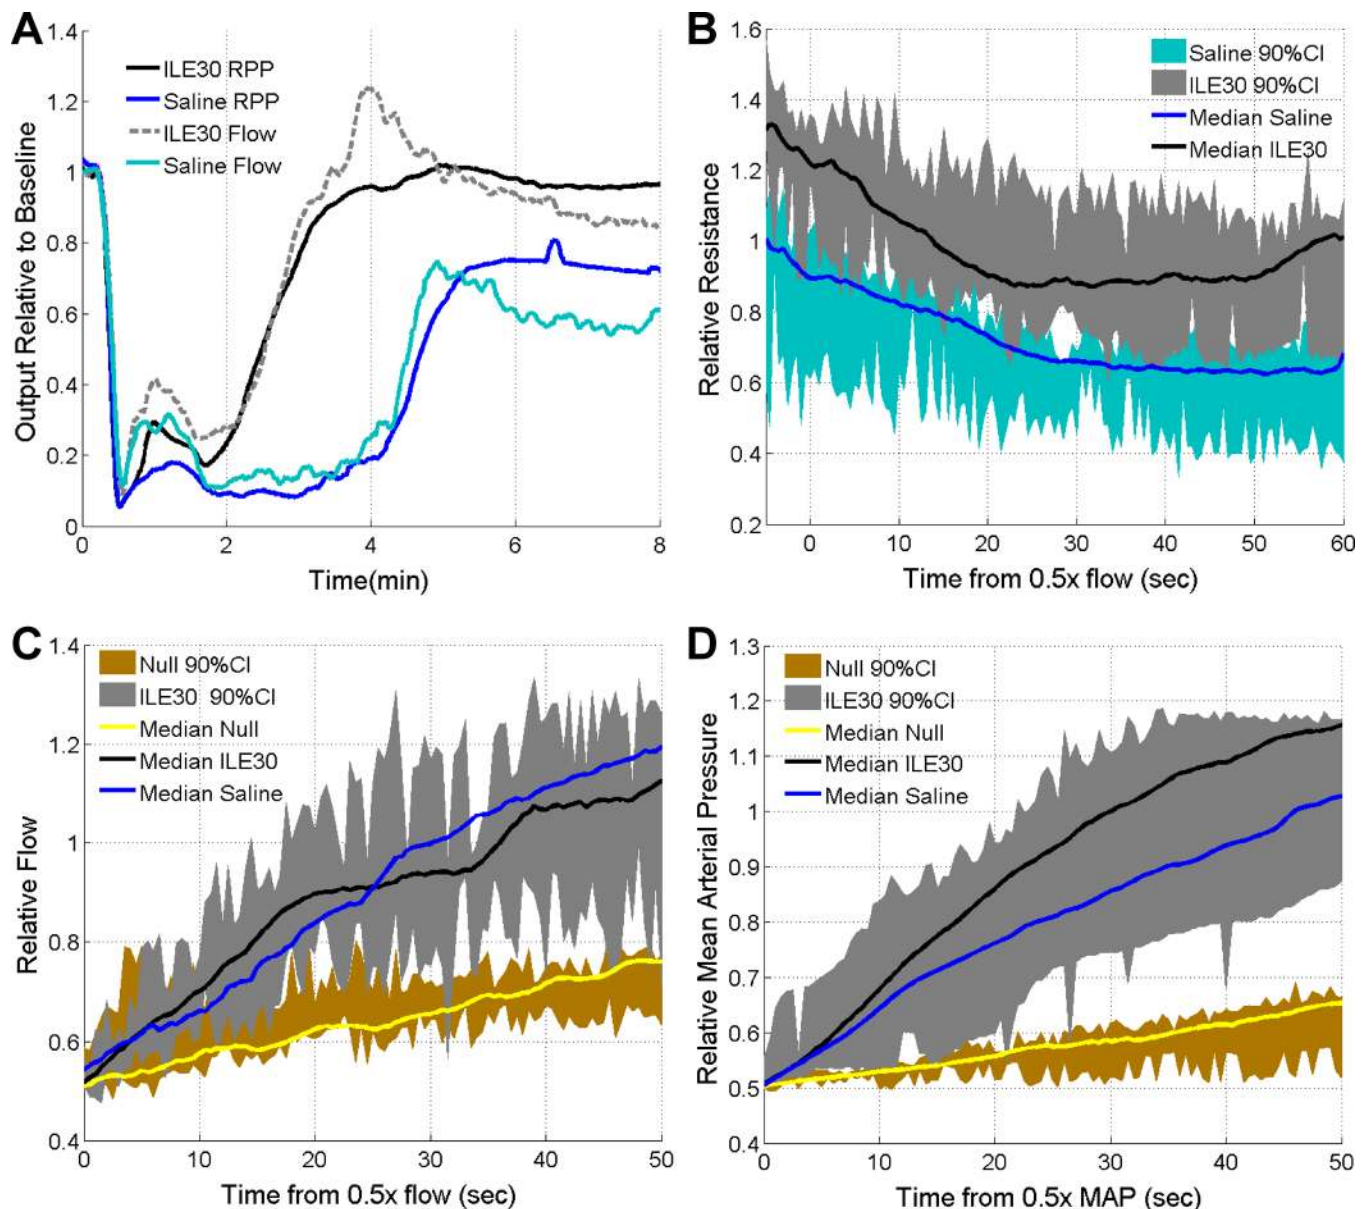 A
Output Relative to Baseline
1.4
1.2
1
0.8
0.6
0.4
0.2
0
ILE30 RPP
Saline RPP
ILE30 Flow
Saline Flow
0 2 4 6 8
Time(min)
B
Relative Resistance
1.6
1.4
1.2
1
0.8
0.6
0.4
0.2
Saline 90%CI
ILE30 90%CI
Median Saline
Median ILE30
0 10 20 30 40 50 60
Time from 0.5x flow (sec)
C
Relative Flow
1.4
1.2
1
0.8
0.6
0.4
Null 90%CI
ILE30 90%CI
Median Null
Median ILE30
Median Saline
0 10 20 30 40 50
Time from 0.5x flow (sec)
D
Relative Mean Arterial Pressure
1.3
1.2
1.1
1
0.9
0.8
0.7
0.6
0.5
0.4
Null 90%CI
ILE30 90%CI
Median Null
Median ILE30
Median Saline
0 10 20 30 40 50
Time from 0.5x MAP (sec)